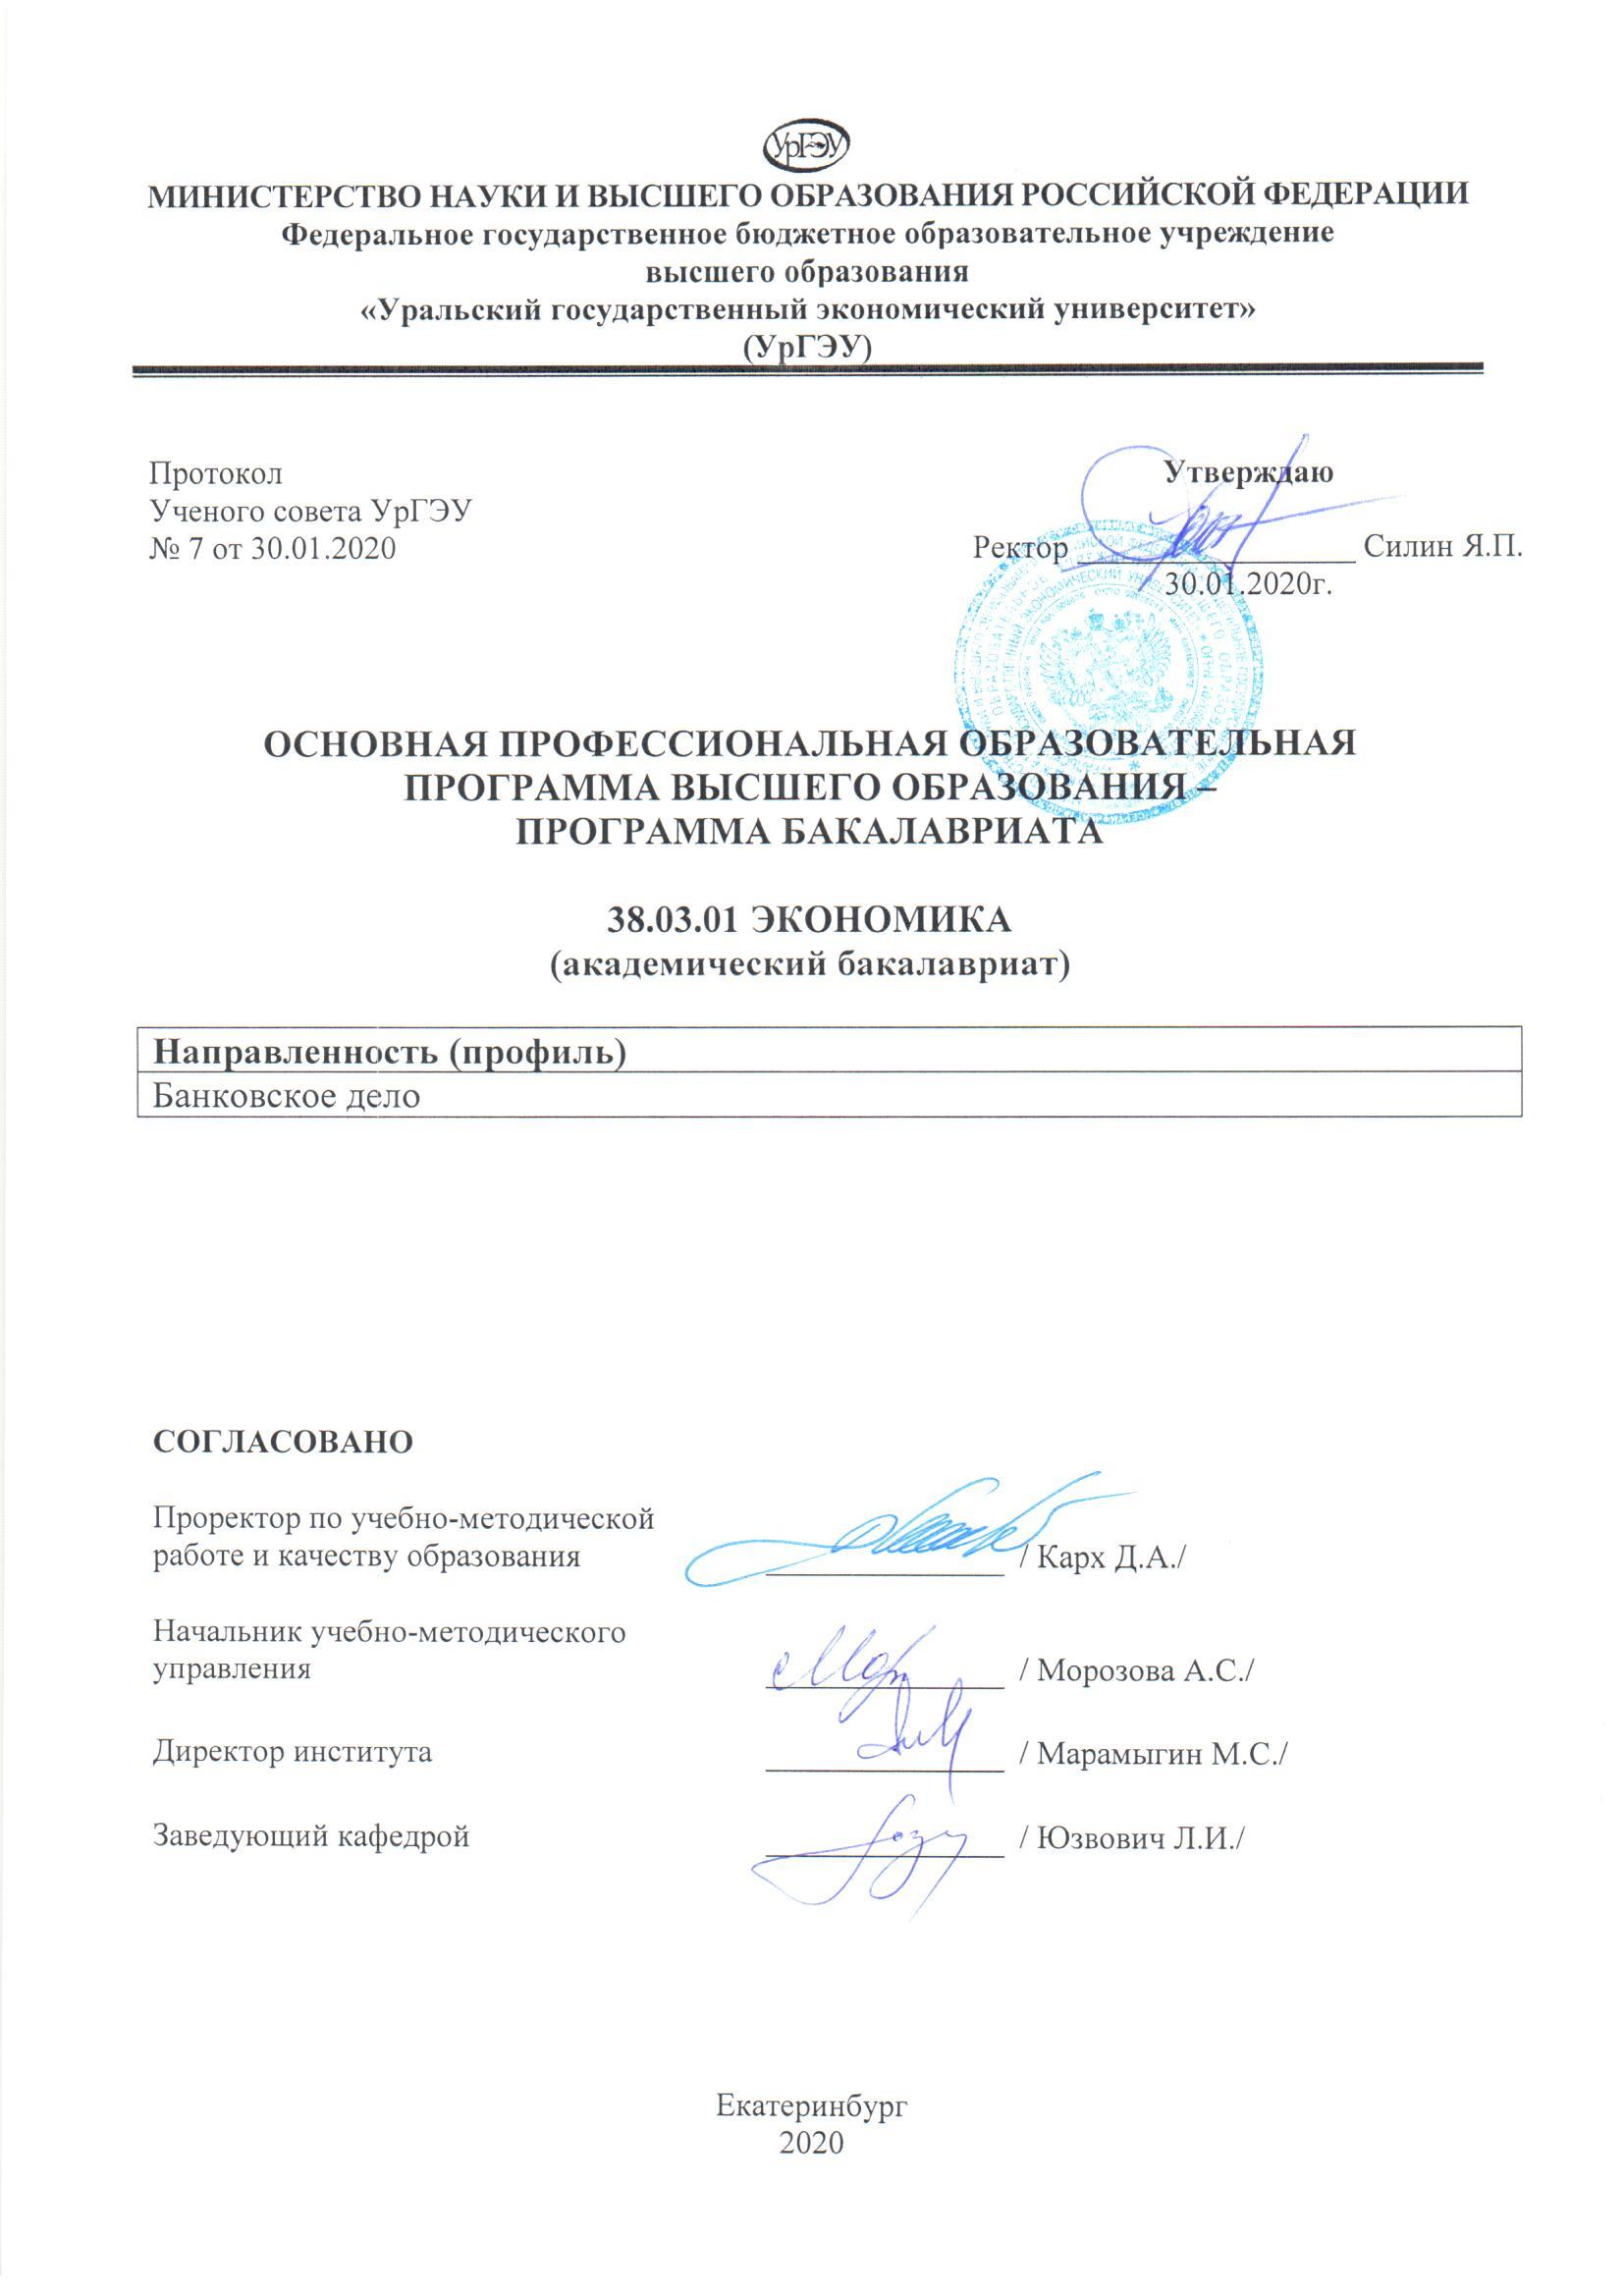 УрГЭУ
МИНИСТЕРСТВО НАУКИ И ВЫСШЕГО ОБРАЗОВАНИЯ РОССИЙСКОЙ ФЕДЕРАЦИИ
Федеральное государственное бюджетное образовательное учреждение
высшего образования
«Уральский государственный экономический университет»
(УрГЭУ)
Протокол
Ученого совета УрГЭУ
№ 7 от 30.01.2020
Утверждаю
Ректор Силин Я.П.
30.01.2020г.
ОСНОВНАЯ ПРОФЕССИОНАЛЬНАЯ ОБРАЗОВАТЕЛЬНАЯ
ПРОГРАММА ВЫСШЕГО ОБРАЗОВАНИЯ –
ПРОГРАММА БАКАЛАВРИАТА
38.03.01 ЭКОНОМИКА
(академический бакалавриат)
Направленность (профиль)
Банковское дело
СОГЛАСОВАНО
Проректор по учебно-методической
работе и качеству образования / Карх Д.А./
Начальник учебно-методического
управления / Морозова А.С./
Директор института / Марамыгин М.С./
Заведующий кафедрой / Юзвович Л.И./
Екатеринбург
2020